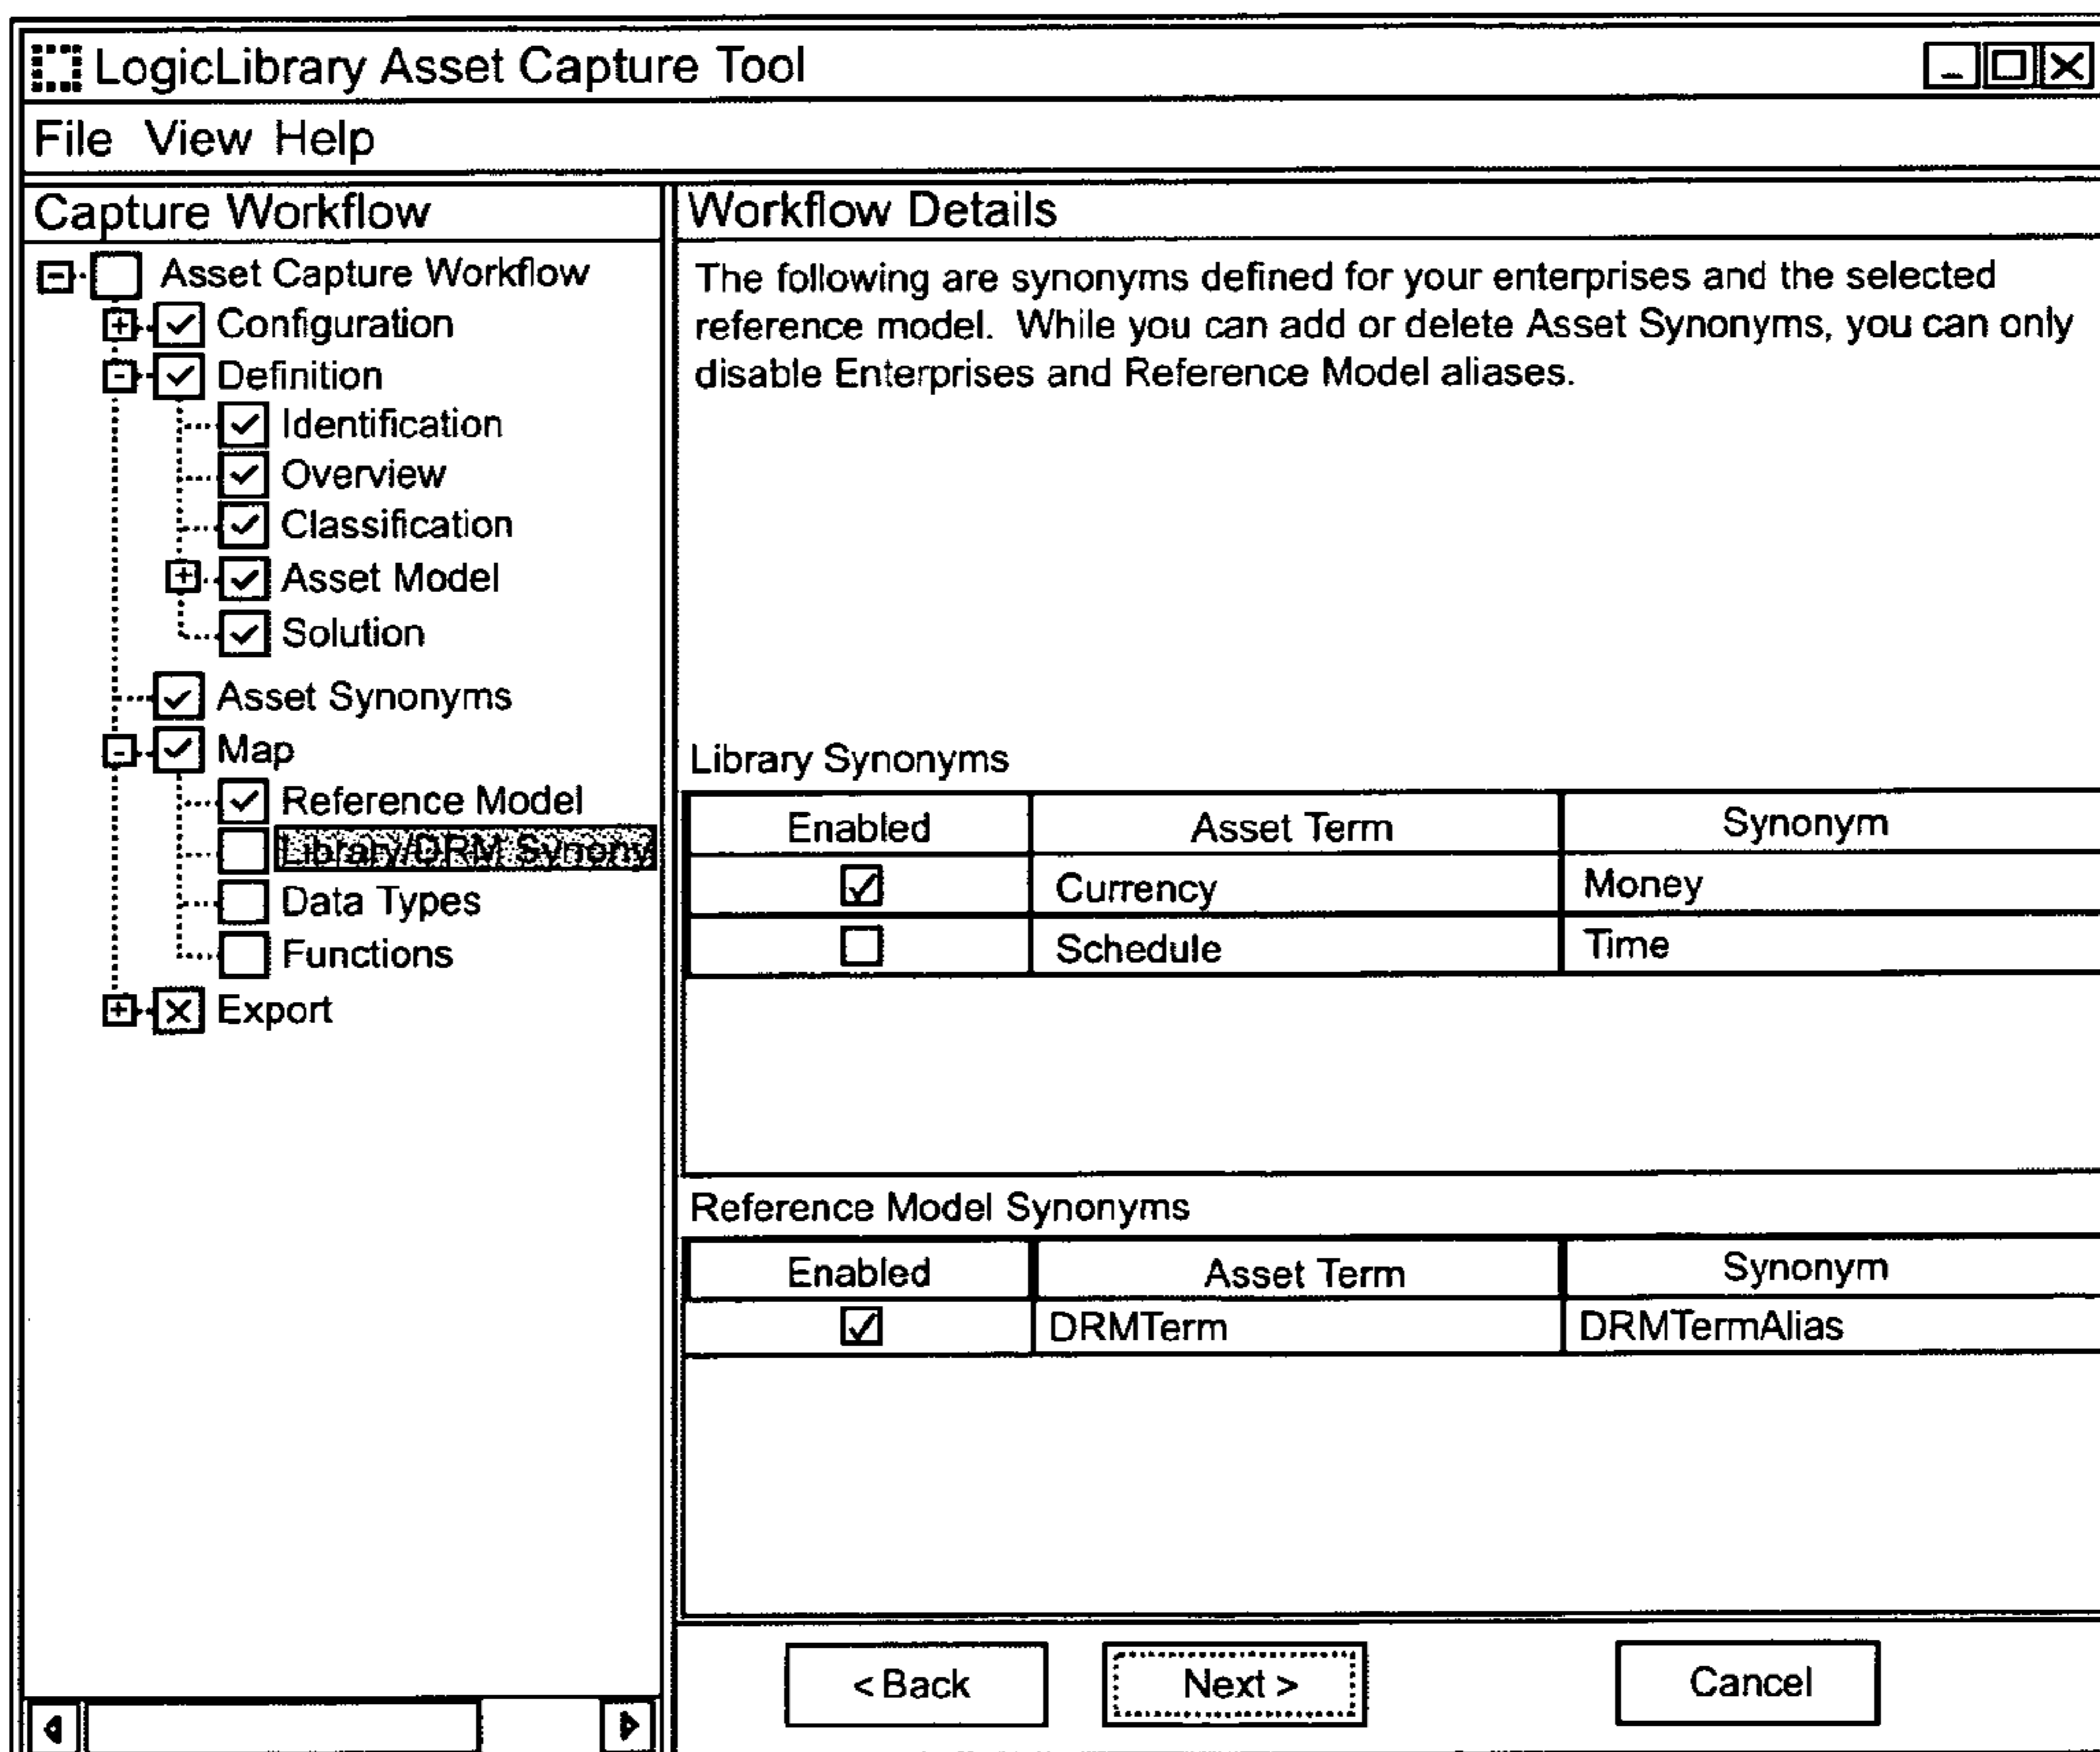 LogicLibrary Asset Capture Tool
File View Help
Capture Workflow
Asset Capture Workflow
Configuration
Definition
Identification
Overview
Classification
Asset Model
Solution
Asset Synonyms
Map
Reference Model
Library/DRM Synony
Data Types
Functions
Export
Workflow Details
The following are synonyms defined for your enterprises and the selected
reference model. While you can add or delete Asset Synonyms, you can only
disable Enterprises and Reference Model aliases.
Library Synonyms
Enabled Asset Term Synonym
Currency Money
Schedule Time
Reference Model Synonyms
Enabled Asset Term Synonym
DRMTerm DRMTermAlias
< Back Next > Cancel